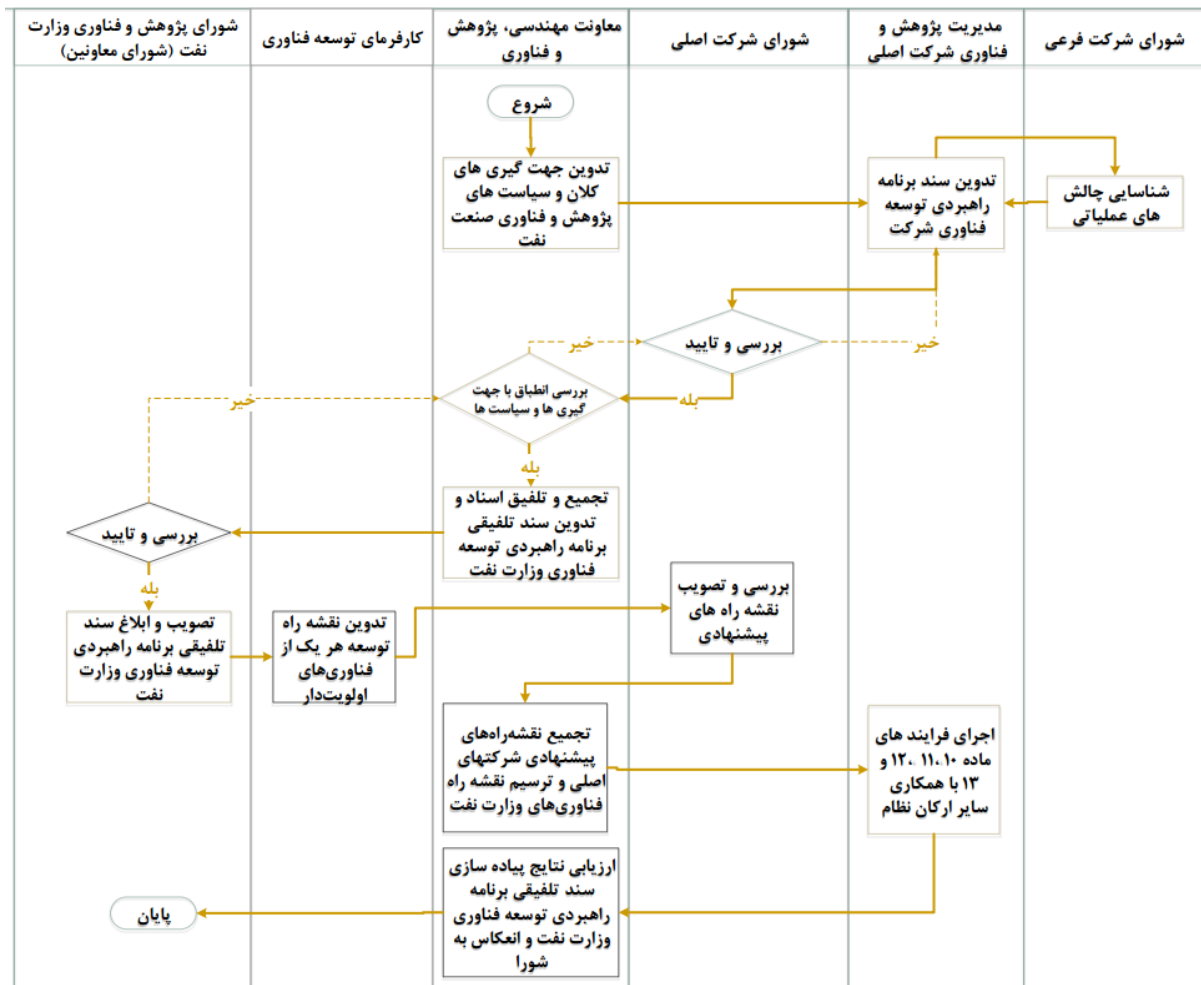 شورای شرکت فرعی
مدیریت پژوهش و
فناوری شرکت اصلی
شورای شرکت اصلی
معاونت مهندسی، پژوهش
و فناوری
کارفرمای توسعه فناوری
شورای پژوهش و فناوری وزارت
نفت (شورای معاونین)
شروع
تدوین جهت گیری های
کلان و سیاست های
پژوهش و فناوری صنعت
نفت
تدوین سند برنامه
راهبردی توسعه
فناوری شرکت
شناسایی چالش
های عملیاتی
بررسی و تایید
خیر
خیر
بله
بررسی انطباق با جهت
گیری ها و سیاست ها
خیر
بله
تجمیع و تلفیق اسناد و
تدوین سند تلفیقی
برنامه راهبردی توسعه
فناوری وزارت نفت
بررسی و تایید
بله
تصویب و ابلاغ سند
تلفیقی برنامه راهبردی
توسعه فناوری وزارت
نفت
تدوین نقشه راه
توسعه هر یک از
فناوری‌های
اولویت‌دار
بررسی و تصویب
نقشه راه های
پیشنهادی
تجمیع نقشه‌راه‌های
پیشنهادی شرکتهای
اصلی و ترسیم نقشه راه
فناوری‌های وزارت نفت
اجرای فرایند های
ماده ۱۰، ۱۱، ۱۲ و
۱۳ با همکاری
سایر ارکان نظام
ارزیابی نتایج پیاده سازی
سند تلفیقی برنامه
راهبردی توسعه فناوری
وزارت نفت و انعکاس به
شورا
پایان